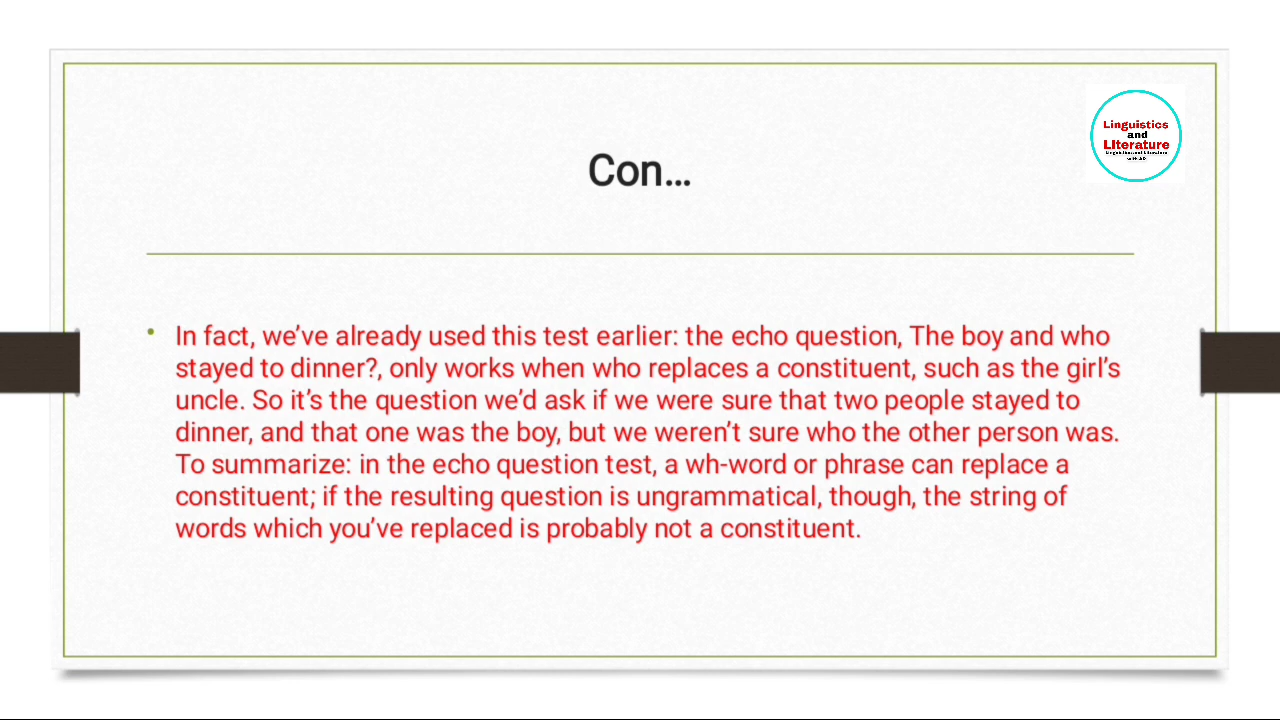 Linguistics
and
LIterature
Con...
• In fact, we've already used this test earlier: the echo question, The boy and who
stayed to dinner?, only works when who replaces a constituent, such as the girl's
uncle. So it's the question we'd ask if we were sure that two people stayed to
dinner, and that one was the boy, but we weren't sure who the other person was.
To summarize: in the echo question test, a wh-word or phrase can replace a
constituent; if the resulting question is ungrammatical, though, the string of
words which you've replaced is probably not a constituent.